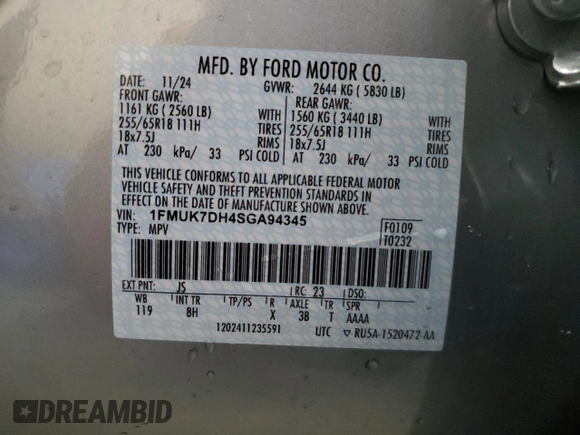 MFD. BY FORD MOTOR CO.
DATE: 11/24 GVWR: 2644 KG ( 5830 LB)
FRONT GAWR: REAR GAWR:
1161 KG ( 2560 LB) WITH 1560 KG ( 3440 LB) WITH
255/65R18 111H TIRES 255/65R18 111H TIRES
18x7.5J RIMS 18x7.5J RIMS
AT 230 kPa/ 33 PSI COLD AT 230 kPa/ 33 PSI COLD
THIS VEHICLE CONFORMS TO ALL APPLICABLE FEDERAL MOTOR
VEHICLE SAFETY AND THEFT PREVENTION STANDARDS IN
EFFECT ON THE DATE OF MANUFACTURE SHOWN ABOVE.
VIN: 1FMUK7DH4SGA94345 F0109
TYPE: MPV T0232
EXT PNT: JS RC: 23 DSO:
WB INT TR TP/PS R AXLE TR SPR
119 8H X 3B T AAAA
1202411235591 UTC ▽ RU5A-1520472-AA
DREAMBID